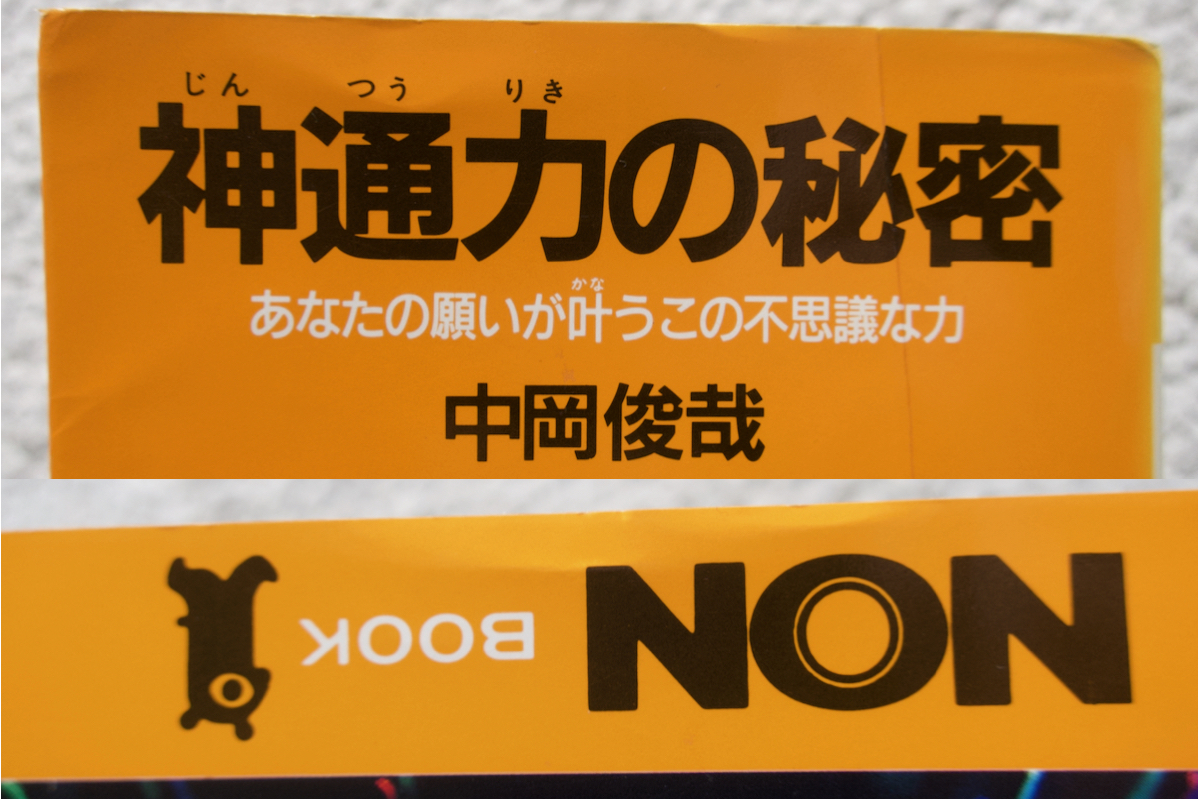 じんつうりき
神通力の秘密
かな
あなたの願いが叶うこの不思議な力
中岡俊哉
NON
BOOK